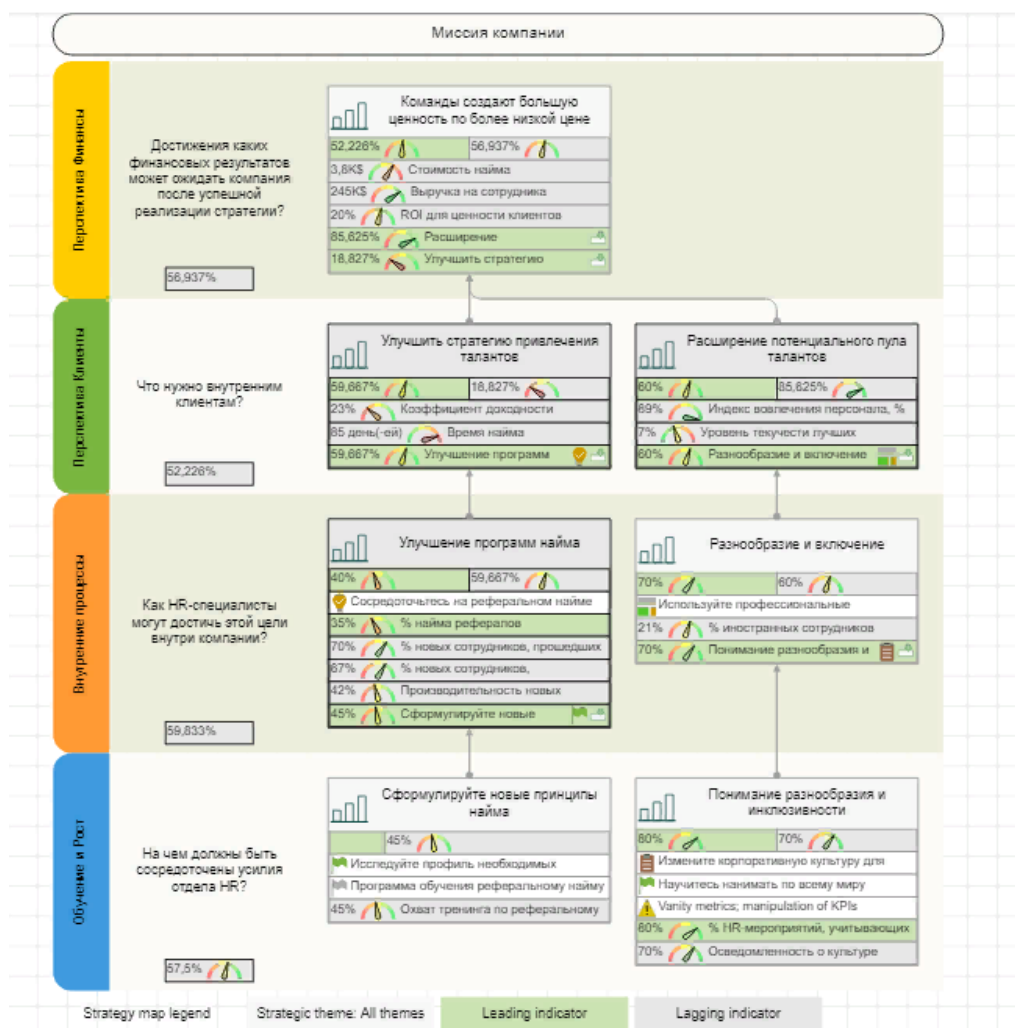 Миссия компании
Перспектива Финансы
Достижения каких
финансовых результатов
может ожидать компания
после успешной
реализации стратегии?
56,937%
Команды создают большую
ценность по более низкой цене
52,226% 56,937%
3,8K$ Стоимость найма
245K$ Выручка на сотрудника
20% ROI для ценности клиентов
85,625% Расширение
18,827% Улучшить стратегию
Перспектива Клиенты
Что нужно внутренним
клиентам?
52,226%
Улучшить стратегию привлечения
талантов
59,667% 18,827%
23% Коэффициент доходности
85 день(-ей) Время найма
59,667% Улучшение программ
Расширение потенциального пула
талантов
60% 85,625%
69% Индекс вовлечения персонала, %
7% Уровень текучести лучших
60% Разнообразие и включение
Внутренние процессы
Как HR-специалисты
могут достичь этой цели
внутри компании?
59,833%
Улучшение программ найма
40% 59,667%
Сосредоточьтесь на реферальном найме
35% % найма рефералов
70% % новых сотрудников, прошедших
67% % новых сотрудников,
42% Производительность новых
45% Сформулируйте новые
Разнообразие и включение
70% 60%
Используйте профессиональные
21% % иностранных сотрудников
70% Понимание разнообразия и
Обучение и Рост
На чем должны быть
сосредоточены усилия
отдела HR?
57,5%
Сформулируйте новые принципы
найма
45%
Исследуйте профиль необходимых
Программа обучения реферальному найму
45% Охват тренинга по реферальному
Понимание разнообразия и
инклюзивности
80% 70%
Измените корпоративную культуру для
Научитесь нанимать по всему миру
Vanity metrics; manipulation of KPIs
80% % HR-мероприятий, учитывающих
70% Осведомленность о культуре
Strategy map legend
Strategic theme: All themes
Leading indicator
Lagging indicator